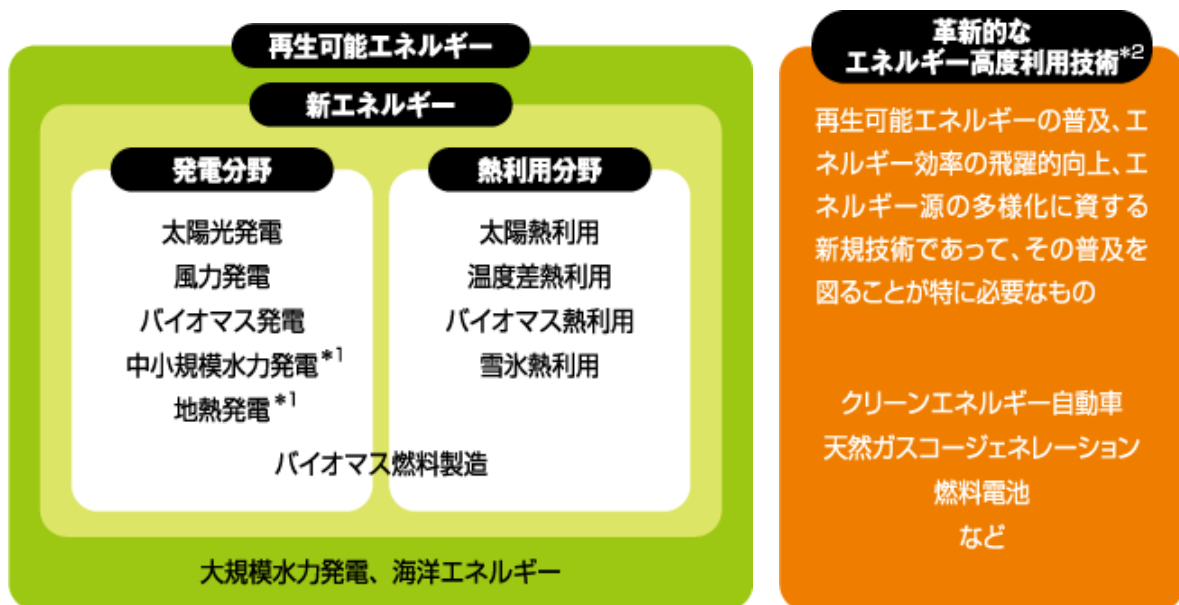 再生可能エネルギー
新エネルギー
発電分野
太陽光発電
風力発電
バイオマス発電
中小規模水力発電*1
地熱発電*1
熱利用分野
太陽熱利用
温度差熱利用
バイオマス熱利用
雪氷熱利用
バイオマス燃料製造
大規模水力発電、海洋エネルギー
革新的な
エネルギー高度利用技術*2
再生可能エネルギーの普及、エ
ネルギー効率の飛躍的向上、エ
ネルギー源の多様化に資する
新規技術であって、その普及を
図ることが特に必要なもの
クリーンエネルギー自動車
天然ガスコージェネレーション
燃料電池
など